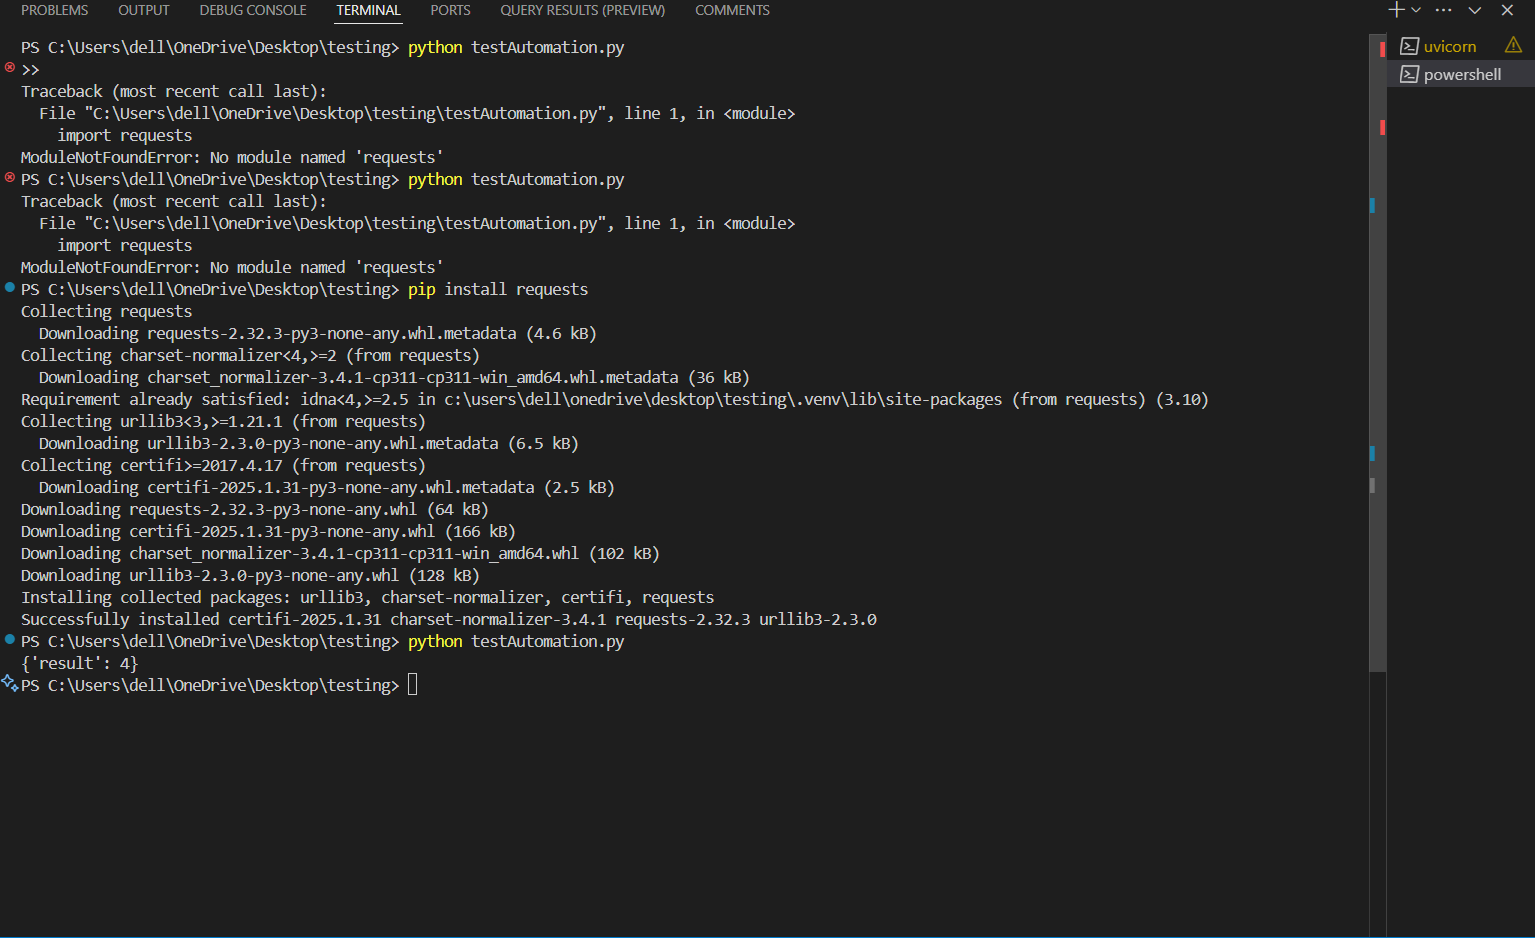 PROBLEMS OUTPUT DEBUG CONSOLE TERMINAL PORTS QUERY RESULTS (PREVIEW) COMMENTS
PS C:\Users\dell\OneDrive\Desktop\testing> python testAutomation.py
>>
Traceback (most recent call last):
  File "C:\Users\dell\OneDrive\Desktop\testing\testAutomation.py", line 1, in <module>
    import requests
ModuleNotFoundError: No module named 'requests'
PS C:\Users\dell\OneDrive\Desktop\testing> python testAutomation.py
Traceback (most recent call last):
  File "C:\Users\dell\OneDrive\Desktop\testing\testAutomation.py", line 1, in <module>
    import requests
ModuleNotFoundError: No module named 'requests'
PS C:\Users\dell\OneDrive\Desktop\testing> pip install requests
Collecting requests
  Downloading requests-2.32.3-py3-none-any.whl.metadata (4.6 kB)
Collecting charset-normalizer<4,>=2 (from requests)
  Downloading charset_normalizer-3.4.1-cp311-cp311-win_amd64.whl.metadata (36 kB)
Requirement already satisfied: idna<4,>=2.5 in c:\users\dell\onedrive\desktop\testing\.venv\lib\site-packages (from requests) (3.10)
Collecting urllib3<3,>=1.21.1 (from requests)
  Downloading urllib3-2.3.0-py3-none-any.whl.metadata (6.5 kB)
Collecting certifi>=2017.4.17 (from requests)
  Downloading certifi-2025.1.31-py3-none-any.whl.metadata (2.5 kB)
Downloading requests-2.32.3-py3-none-any.whl (64 kB)
Downloading certifi-2025.1.31-py3-none-any.whl (166 kB)
Downloading charset_normalizer-3.4.1-cp311-cp311-win_amd64.whl (102 kB)
Downloading urllib3-2.3.0-py3-none-any.whl (128 kB)
Installing collected packages: urllib3, charset-normalizer, certifi, requests
Successfully installed certifi-2025.1.31 charset-normalizer-3.4.1 requests-2.32.3 urllib3-2.3.0
PS C:\Users\dell\OneDrive\Desktop\testing> python testAutomation.py
{'result': 4}
PS C:\Users\dell\OneDrive\Desktop\testing>
uvicorn
powershell